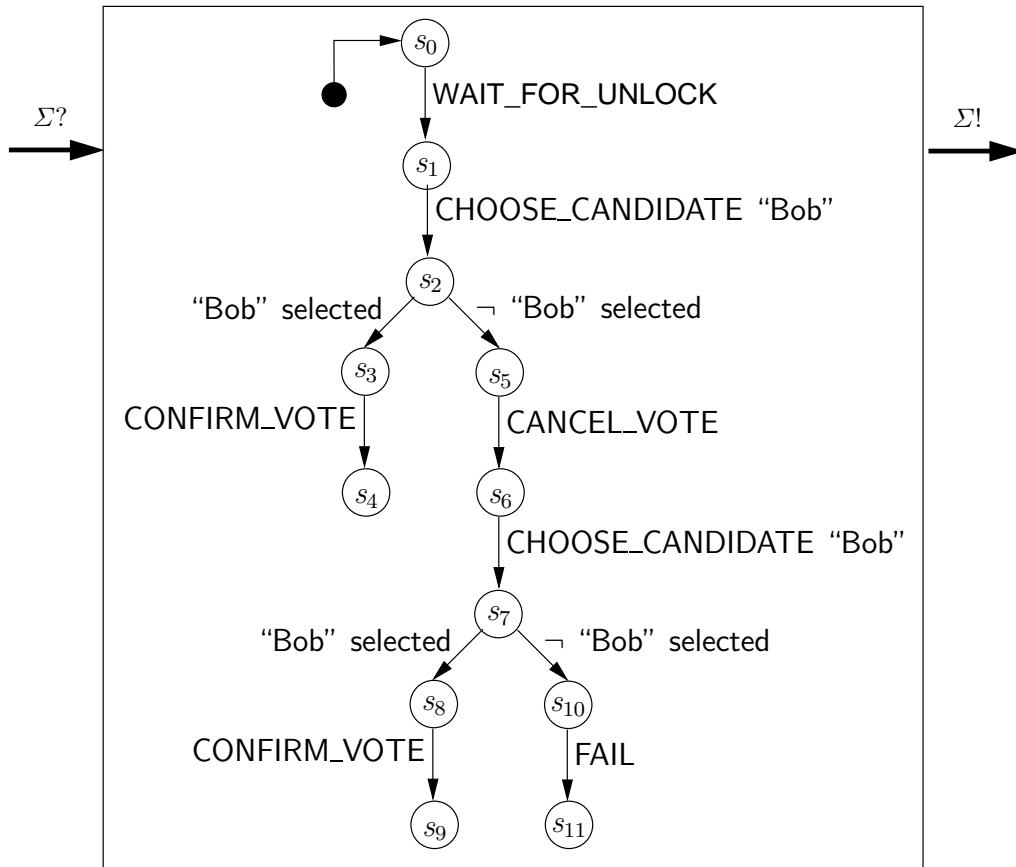 s₀
WAIT_FOR_UNLOCK
Σ?
Σ!
s₁
CHOOSE_CANDIDATE “Bob”
s₂
“Bob” selected
¬ “Bob” selected
s₃
s₅
CONFIRM_VOTE
CANCEL_VOTE
s₄
s₆
CHOOSE_CANDIDATE “Bob”
s₇
“Bob” selected
¬ “Bob” selected
s₈
s₁₀
CONFIRM_VOTE
FAIL
s₉
s₁₁